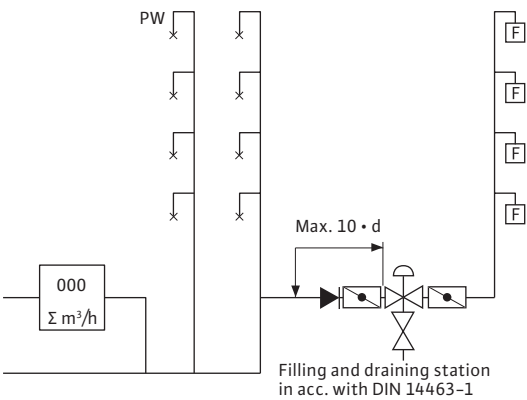 PW
F
F
F
F
Max. 10 • d
000
Σ m³/h
Filling and draining station
in acc. with DIN 14463–1